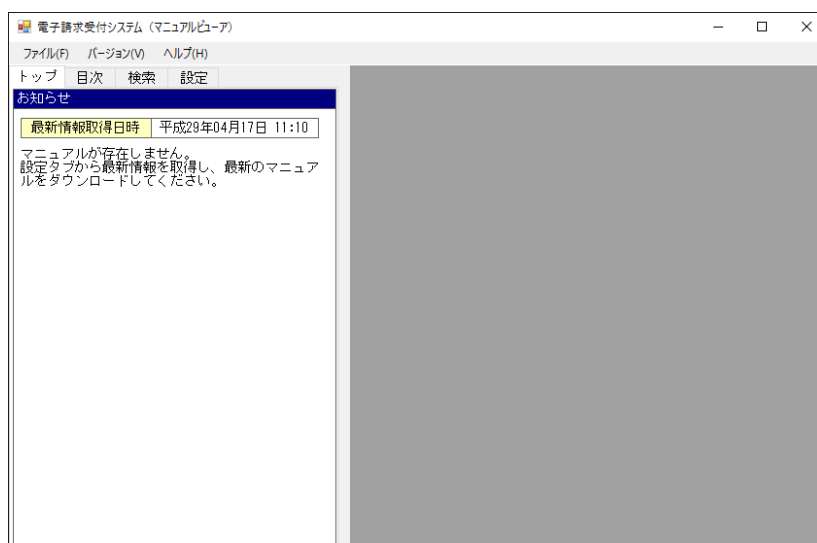 電子請求受付システム（マニュアルビューア）
ファイル(F) バージョン(V) ヘルプ(H)
トップ 目次 検索 設定
お知らせ
最新情報取得日時 平成29年04月17日 11:10
マニュアルが存在しません。
設定タブから最新情報を取得し、最新のマニュア
ルをダウンロードしてください。